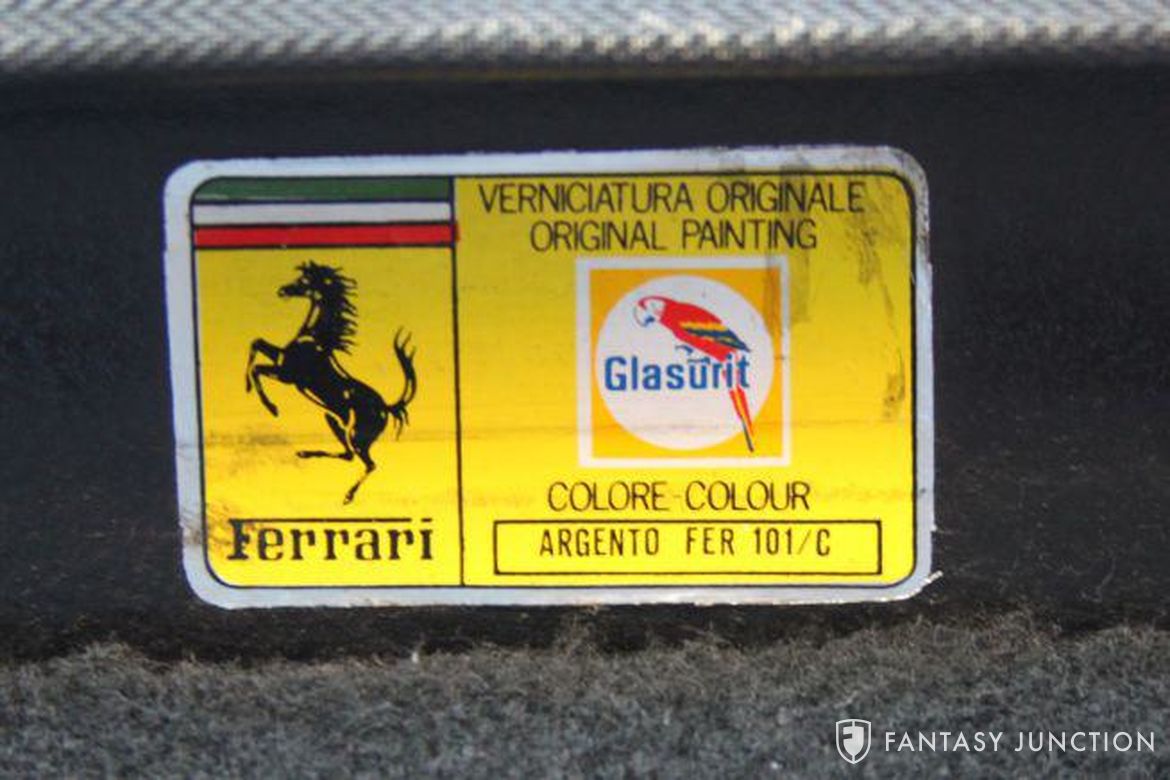 VERNICIATURA ORIGINALE
ORIGINAL PAINTING
Glasurit
COLORE-COLOUR
ARGENTO FER 101/C
Ferrari
FANTASY JUNCTION